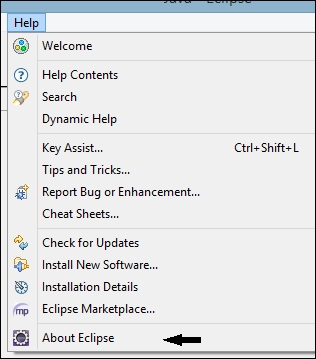 Java - Eclipse
Help
Welcome
Help Contents
Search
Dynamic Help
Key Assist... Ctrl+Shift+L
Tips and Tricks...
Report Bug or Enhancement...
Cheat Sheets...
Check for Updates
Install New Software...
Installation Details
mp Eclipse Marketplace...
About Eclipse